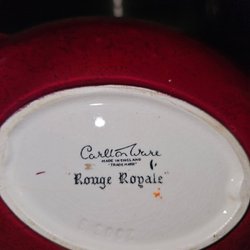 Carlton Ware
MADE IN ENGLAND
"TRADE MARK"
"Rouge Royale"